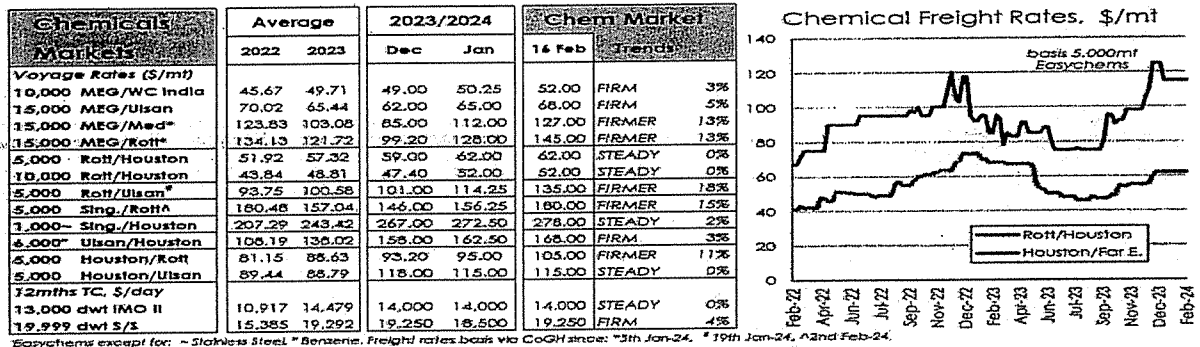 Chemicals Markets Average 2023/2024 Chem Market Trends
2022 2023 Dec Jan 16 Feb
Voyage Rates ($/mt)
10,000 MEG/WC India 45.67 49.71 49.00 50.25 52.00 FIRM 3%
15,000 MEG/Ulsan 70.02 65.44 62.00 65.00 68.00 FIRM 5%
15,000 MEG/Med* 123.83 103.08 85.00 112.00 127.00 FIRMER 13%
15,000 MEG/Rott* 134.13 121.72 99.20 128.00 145.00 FIRMER 13%
5,000 Rott/Houston 51.92 57.32 59.00 62.00 62.00 STEADY 0%
10,000 Rott/Houston 43.84 48.81 47.40 52.00 52.00 STEADY 0%
5,000 Rott/Ulsan# 93.75 100.58 101.00 114.25 135.00 FIRMER 18%
5,000 Sing./Rott^ 180.48 157.04 146.00 156.25 180.00 FIRMER 15%
1,000~ Sing./Houston 207.29 243.42 267.00 272.50 278.00 STEADY 2%
6,000" Ulsan/Houston 108.19 138.02 158.00 162.50 168.00 FIRM 3%
5,000 Houston/Rott 81.15 88.63 93.20 95.00 105.00 FIRMER 11%
5,000 Houston/Ulsan 89.44 88.79 118.00 115.00 115.00 STEADY 0%
12mths TC, $/day
13,000 dwt IMO II 10,917 14,479 14,000 14,000 14,000 STEADY 0%
19,999 dwt S/S 15,385 19,292 19,250 18,500 19,250 FIRM 4%
Easychems except for: ~ Stainless Steel, " Benzene, Freight rates basis via CoGH since: *5th Jan-24, # 19th Jan-24, ^2nd Feb-24,
Chemical Freight Rates, $/mt
basis 5,000mt
Easychems
140
120
100
80
60
40
20
0
Rott/Houston
Houston/Far E.
Feb-22 Apr-22 Jun-22 Sep-22 Nov-22 Dec-22 Feb-23 Apr-23 Jun-23 Sep-23 Nov-23 Dec-23 Feb-24